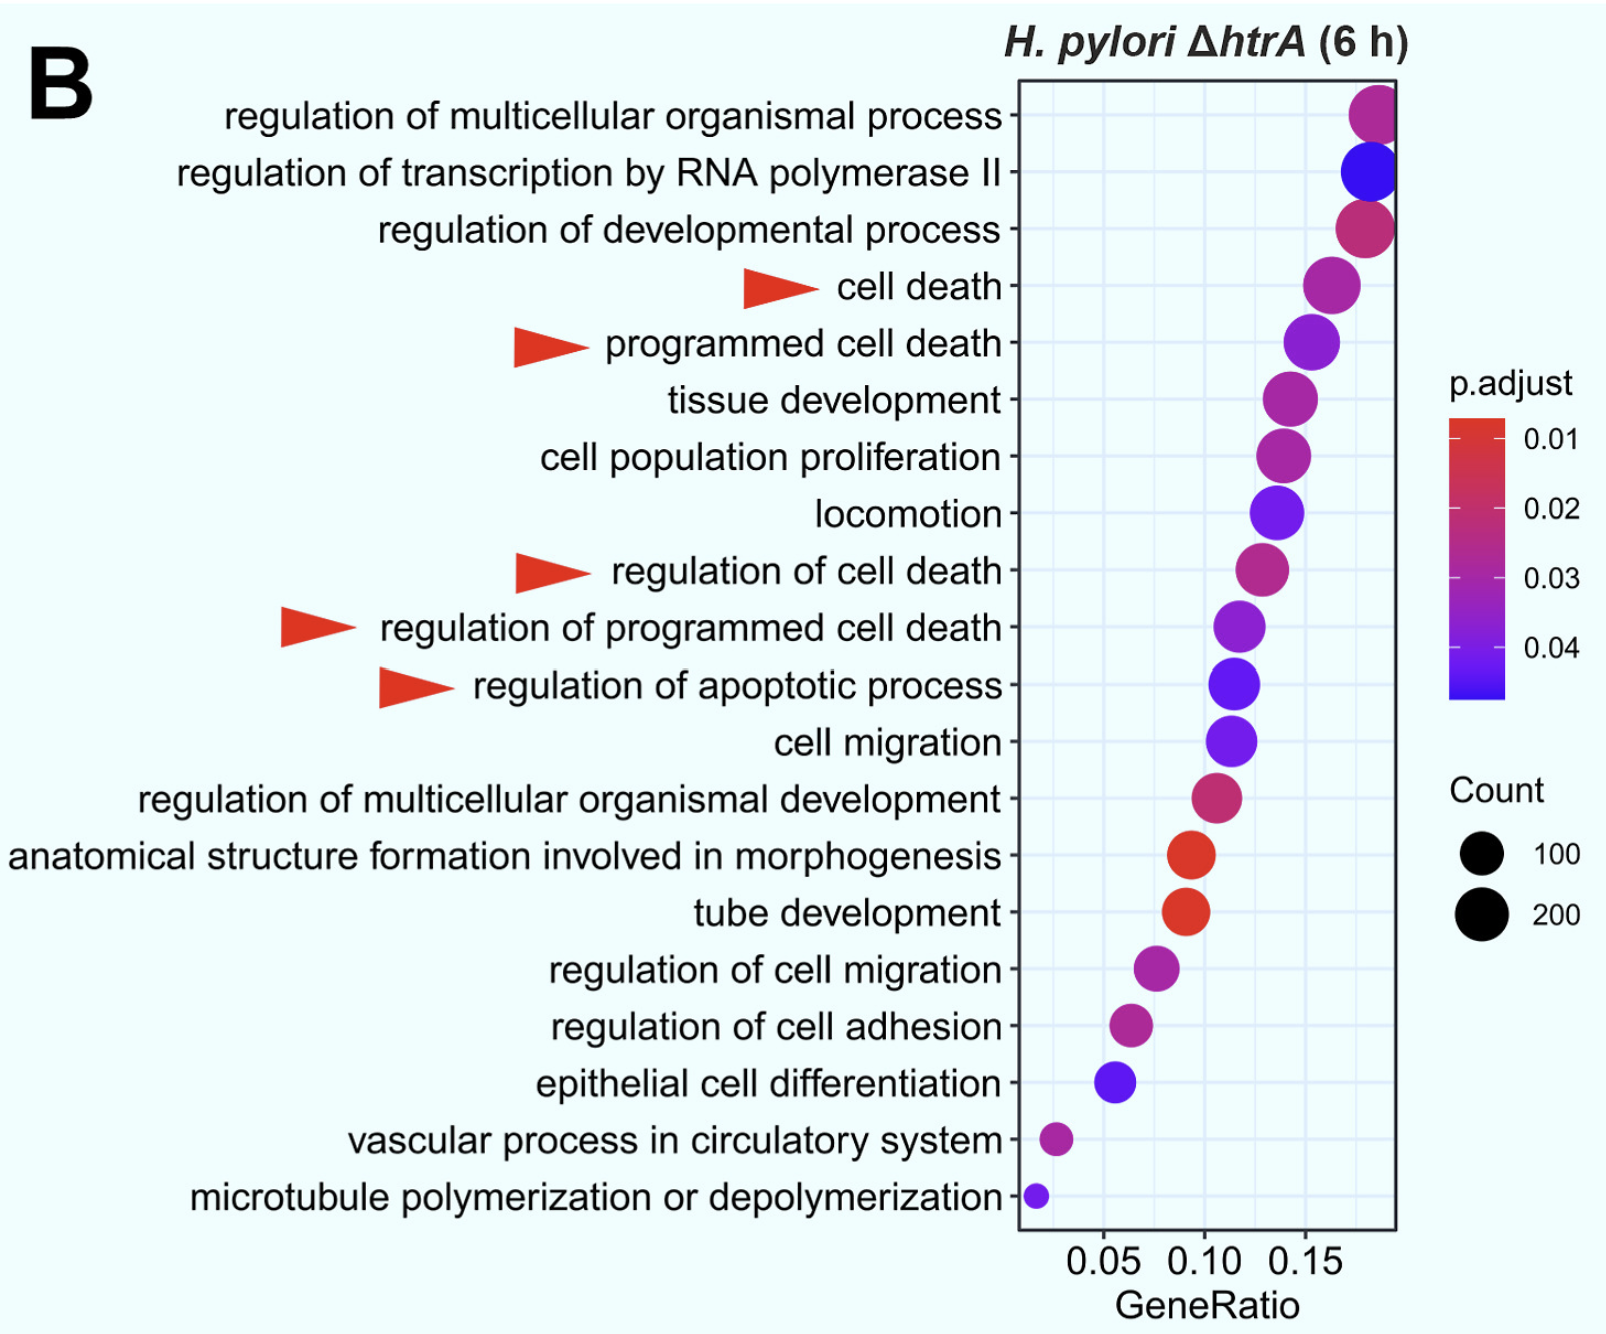 B
H. pylori ΔhtrA (6 h)
regulation of multicellular organismal process
regulation of transcription by RNA polymerase II
regulation of developmental process
cell death
programmed cell death
tissue development
cell population proliferation
locomotion
regulation of cell death
regulation of programmed cell death
regulation of apoptotic process
cell migration
regulation of multicellular organismal development
anatomical structure formation involved in morphogenesis
tube development
regulation of cell migration
regulation of cell adhesion
epithelial cell differentiation
vascular process in circulatory system
microtubule polymerization or depolymerization
0.05 0.10 0.15
GeneRatio
p.adjust
0.01
0.02
0.03
0.04
Count
100
200